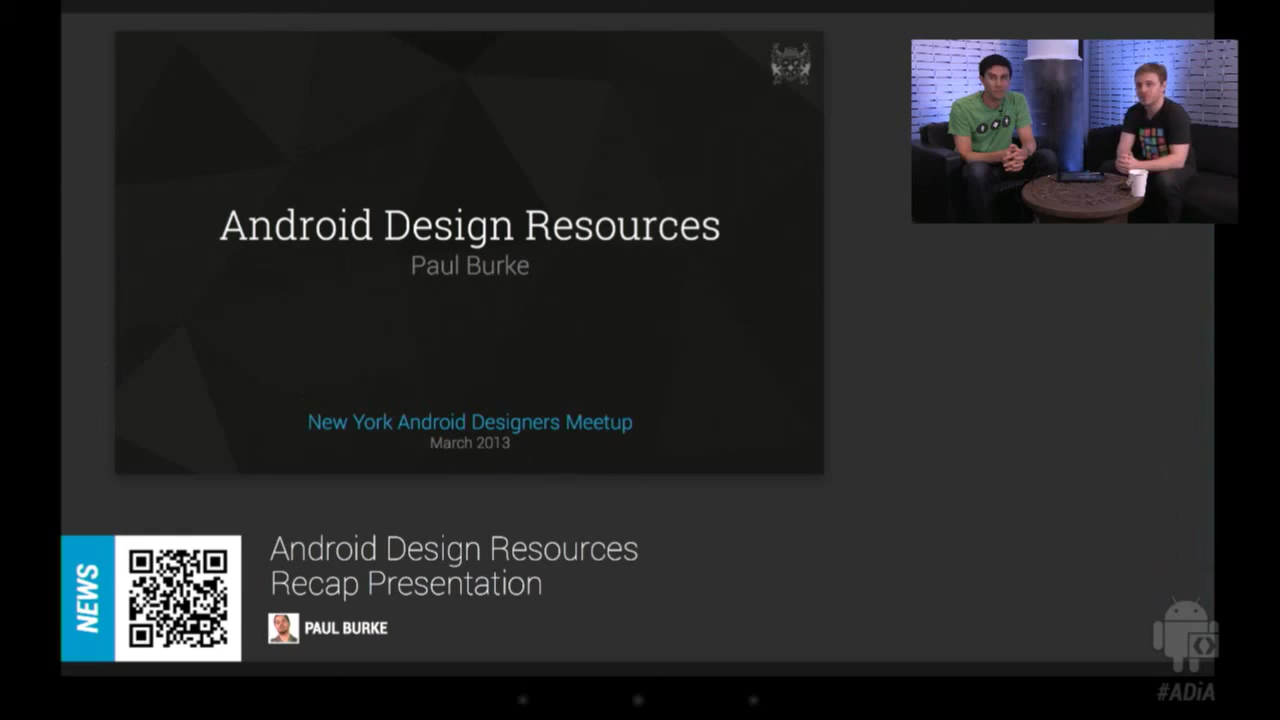 Android Design Resources
Paul Burke
New York Android Designers Meetup
March 2013
NEWS
Android Design Resources
Recap Presentation
PAUL BURKE
#ADiA